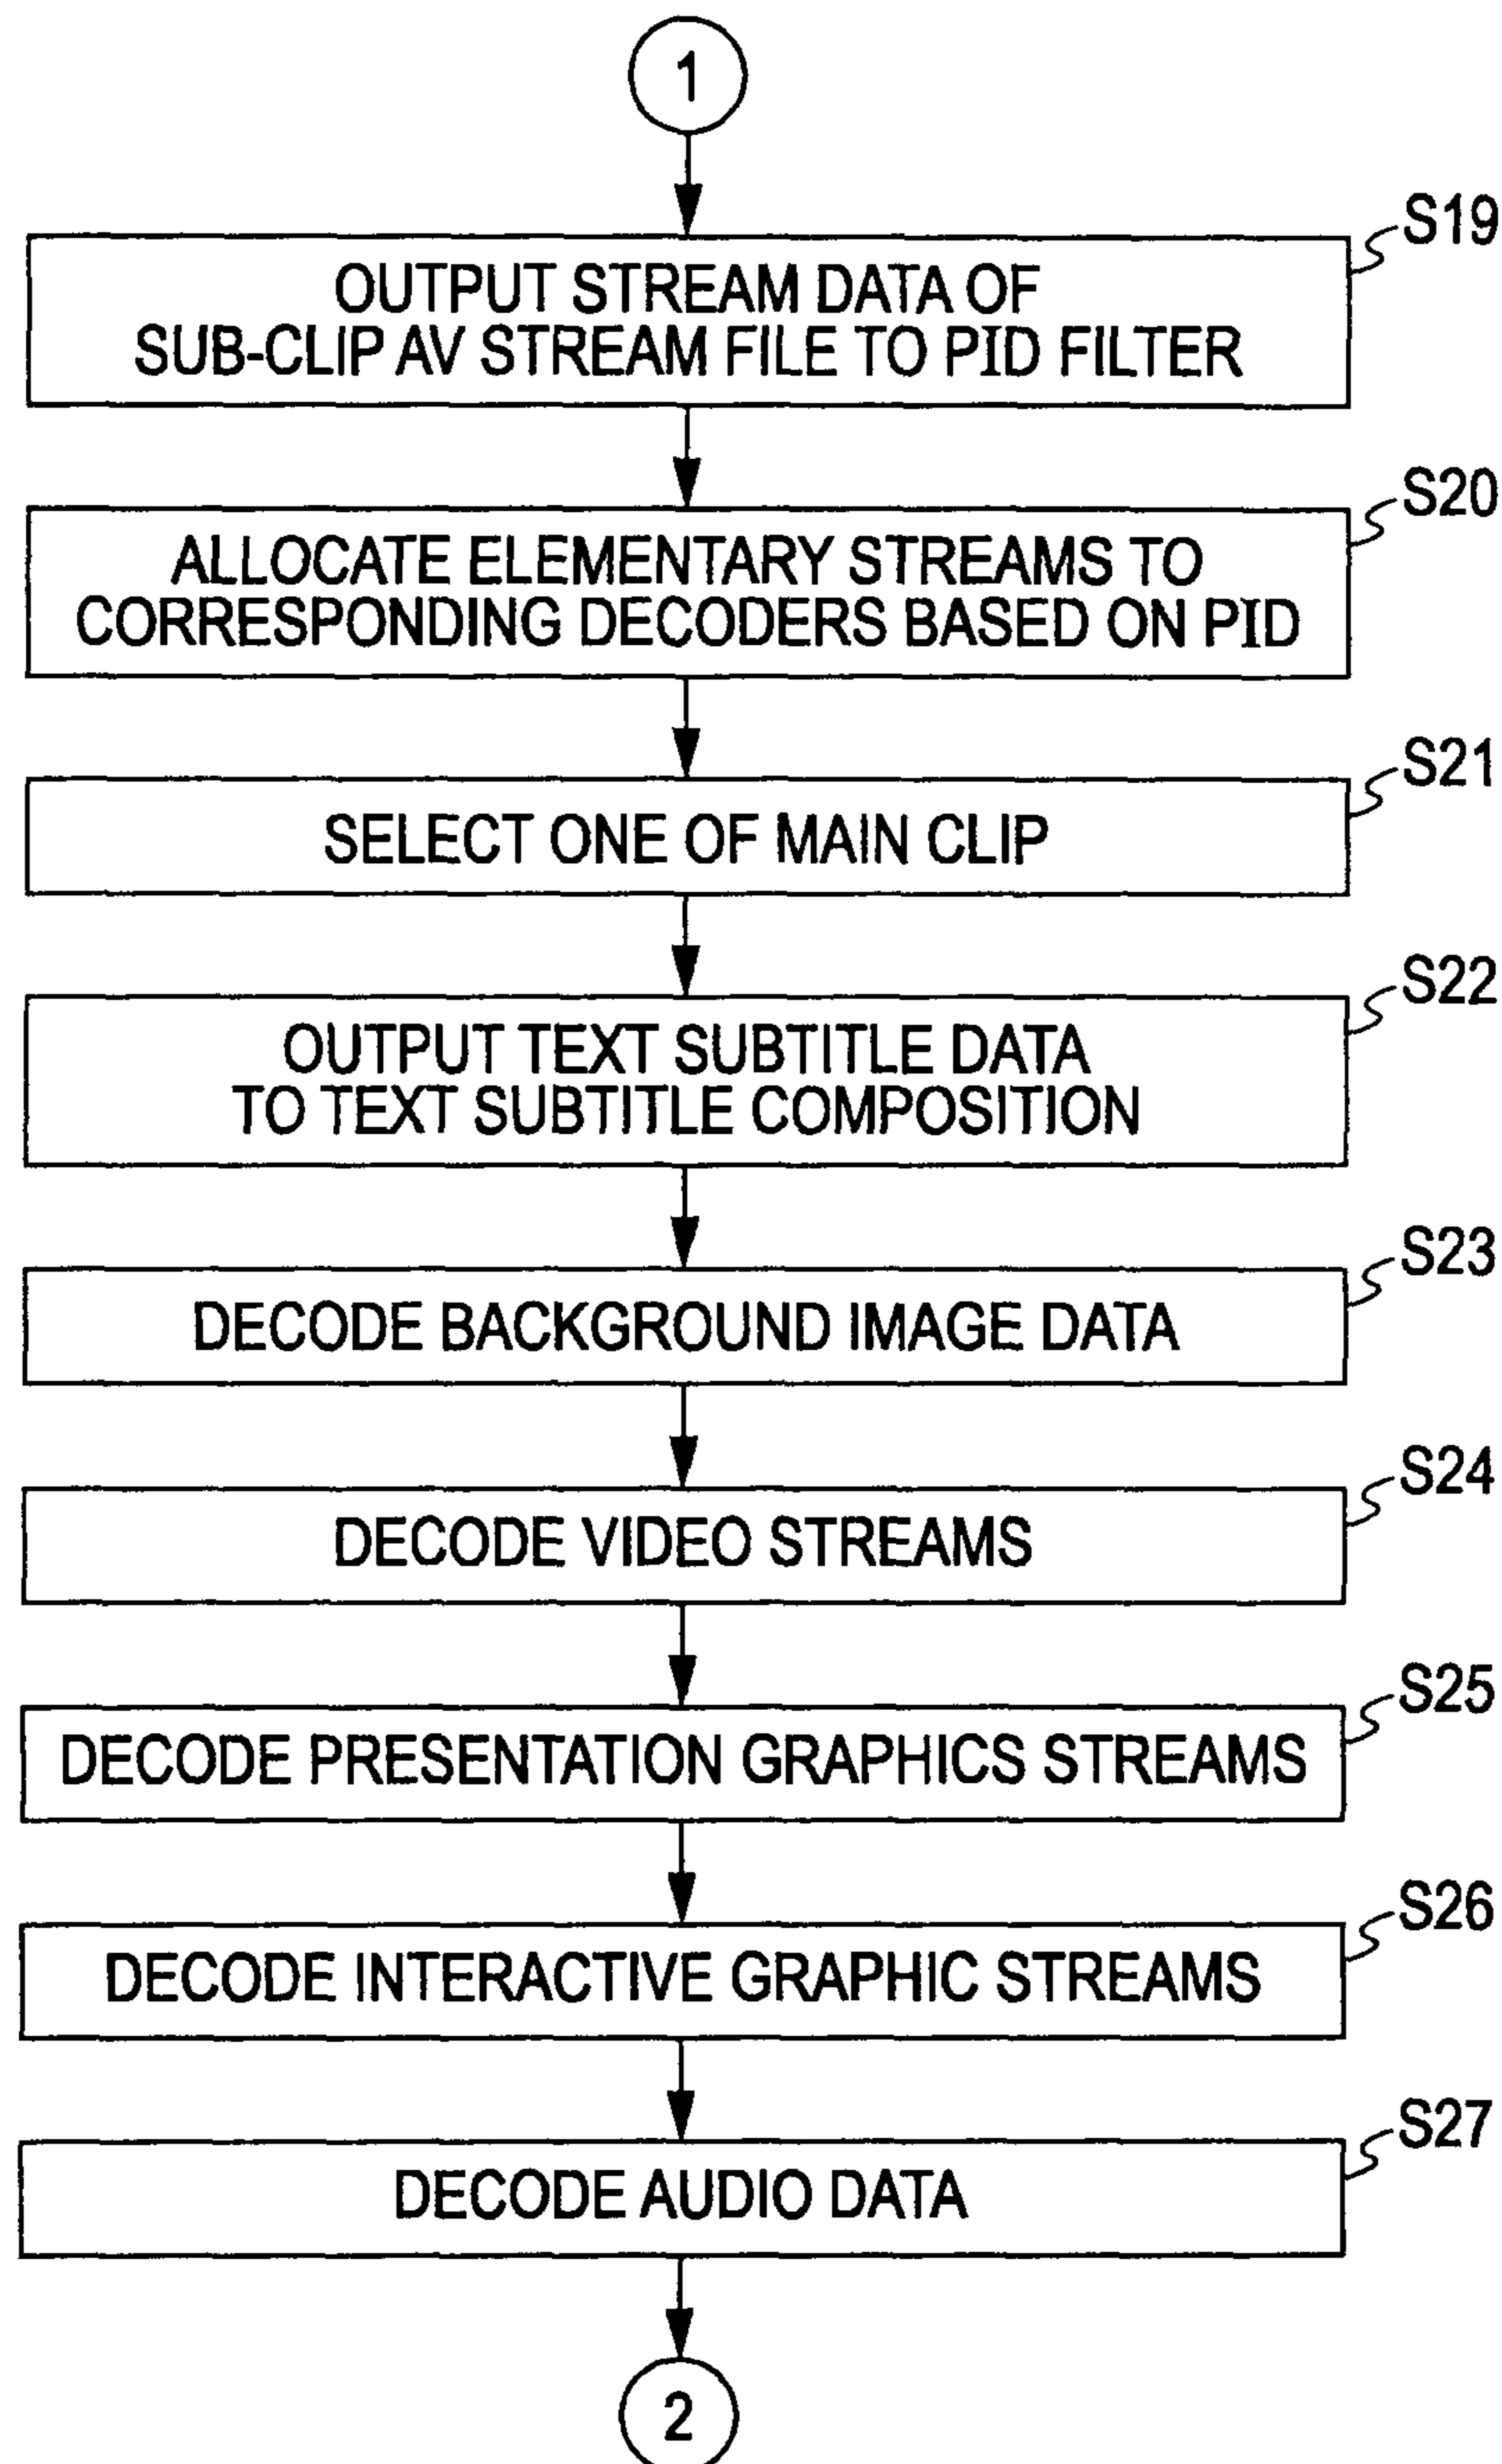 1
S19
OUTPUT STREAM DATA OF
SUB-CLIP AV STREAM FILE TO PID FILTER
S20
ALLOCATE ELEMENTARY STREAMS TO
CORRESPONDING DECODERS BASED ON PID
S21
SELECT ONE OF MAIN CLIP
S22
OUTPUT TEXT SUBTITLE DATA
TO TEXT SUBTITLE COMPOSITION
S23
DECODE BACKGROUND IMAGE DATA
S24
DECODE VIDEO STREAMS
S25
DECODE PRESENTATION GRAPHICS STREAMS
S26
DECODE INTERACTIVE GRAPHIC STREAMS
S27
DECODE AUDIO DATA
2